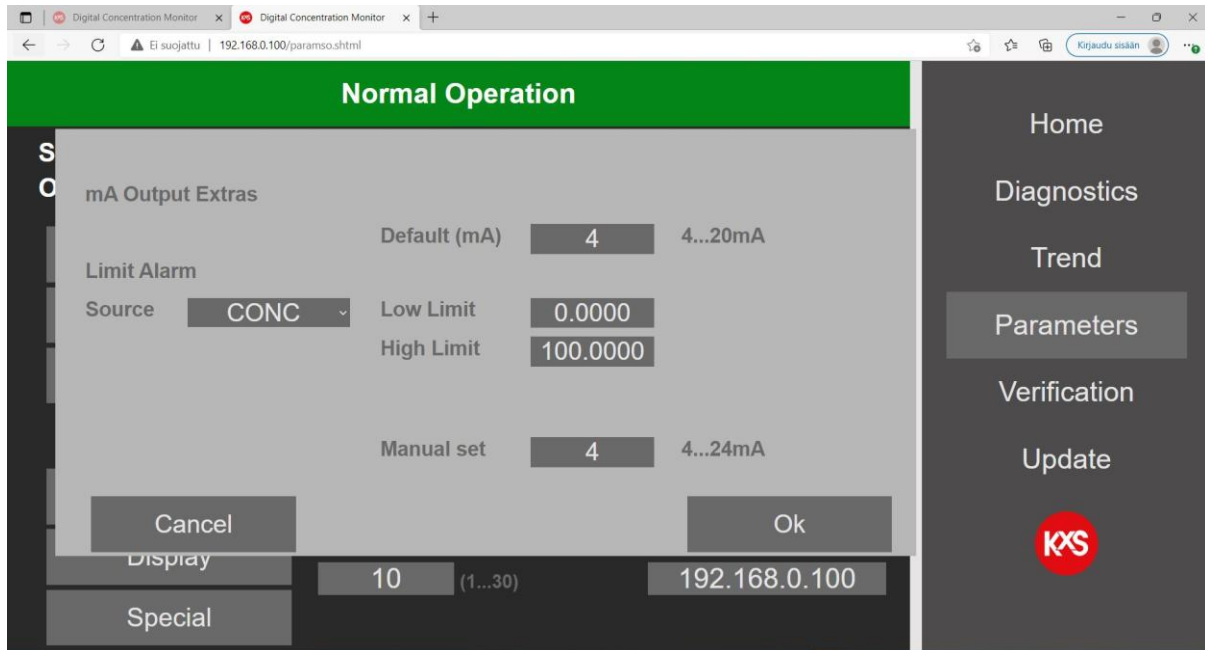 Digital Concentration Monitor
Digital Concentration Monitor
Ei suojattu | 192.168.0.100/paramso.shtml
Kirjaudu sisään
Normal Operation
S
O
mA Output Extras
Default (mA) 4 4...20mA
Limit Alarm
Source CONC Low Limit 0.0000
High Limit 100.0000
Manual set 4 4...24mA
Cancel Ok
Display
10 (1...30) 192.168.0.100
Special
Home
Diagnostics
Trend
Parameters
Verification
Update
KXS